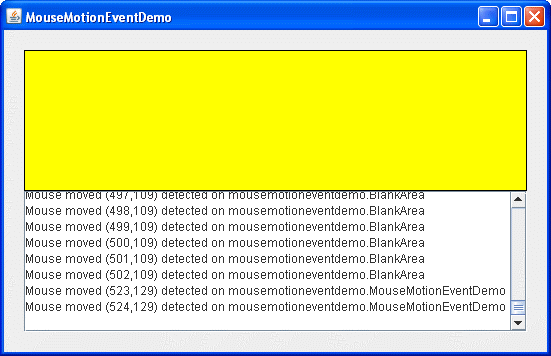 MouseMotionEventDemo
Mouse moved (497,109) detected on mousemotioneventdemo.BlankArea
Mouse moved (498,109) detected on mousemotioneventdemo.BlankArea
Mouse moved (499,109) detected on mousemotioneventdemo.BlankArea
Mouse moved (500,109) detected on mousemotioneventdemo.BlankArea
Mouse moved (501,109) detected on mousemotioneventdemo.BlankArea
Mouse moved (502,109) detected on mousemotioneventdemo.BlankArea
Mouse moved (523,129) detected on mousemotioneventdemo.MouseMotionEventDemo
Mouse moved (524,129) detected on mousemotioneventdemo.MouseMotionEventDemo